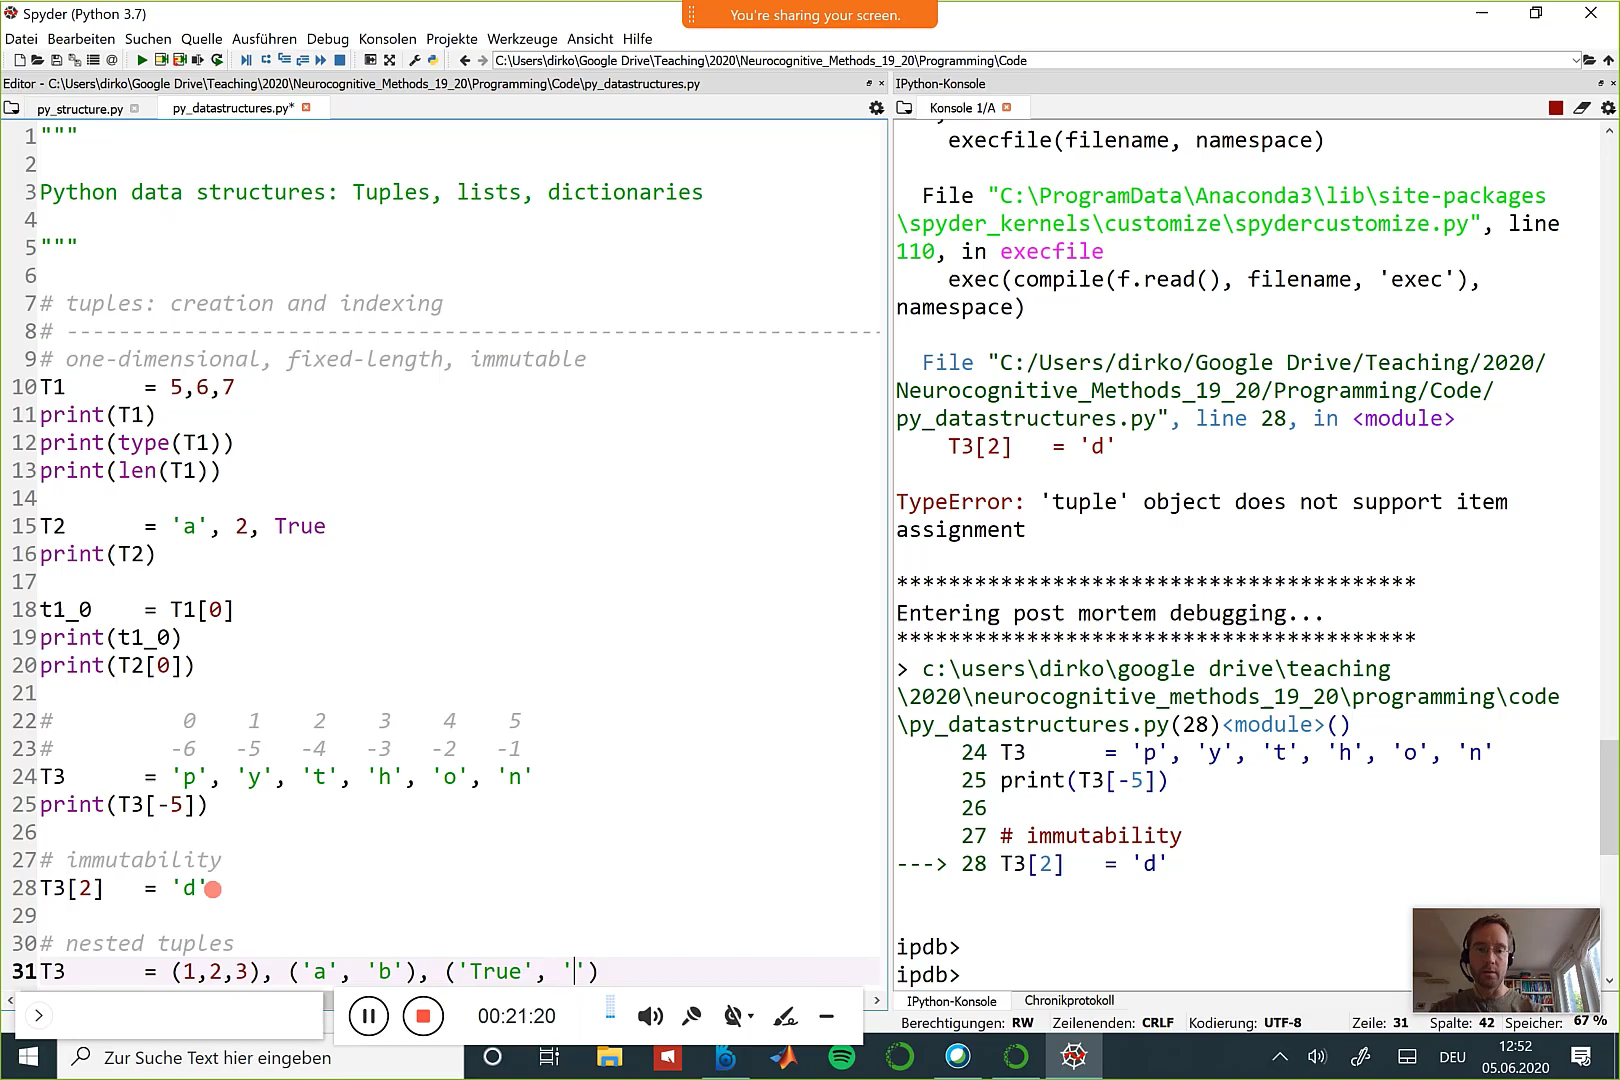 Spyder (Python 3.7)
You're sharing your screen.
Datei Bearbeiten Suchen Quelle Ausführen Debug Konsolen Projekte Werkzeuge Ansicht Hilfe
C:\Users\dirko\Google Drive\Teaching\2020\Neurocognitive_Methods_19_20\Programming\Code
Editor - C:\Users\dirko\Google Drive\Teaching\2020\Neurocognitive_Methods_19_20\Programming\Code\py_datastructures.py
py_structure.py py_datastructures.py*
1 """
2
3 Python data structures: Tuples, lists, dictionaries
4
5 """
6
7 # tuples: creation and indexing
8 # ---------------------------------------------------------------
9 # one-dimensional, fixed-length, immutable
10 T1 = 5,6,7
11 print(T1)
12 print(type(T1))
13 print(len(T1))
14
15 T2 = 'a', 2, True
16 print(T2)
17
18 t1_0 = T1[0]
19 print(t1_0)
20 print(T2[0])
21
22 # 0 1 2 3 4 5
23 # -6 -5 -4 -3 -2 -1
24 T3 = 'p', 'y', 't', 'h', 'o', 'n'
25 print(T3[-5])
26
27 # immutability
28 T3[2] = 'd'
29
30 # nested tuples
31 T3 = (1,2,3), ('a', 'b'), ('True', '')
00:21:20
IPython-Konsole
Konsole 1/A
execfile(filename, namespace)
File "C:\ProgramData\Anaconda3\lib\site-packages
\spyder_kernels\customize\spydercustomize.py", line
110, in execfile
exec(compile(f.read(), filename, 'exec'),
namespace)
File "C:/Users/dirko/Google Drive/Teaching/2020/
Neurocognitive_Methods_19_20/Programming/Code/
py_datastructures.py", line 28, in <module>
T3[2] = 'd'
TypeError: 'tuple' object does not support item
assignment
****************************************
Entering post mortem debugging...
****************************************
> c:\users\dirko\google drive\teaching
\2020\neurocognitive_methods_19_20\programming\code
\py_datastructures.py(28)<module>()
24 T3 = 'p', 'y', 't', 'h', 'o', 'n'
25 print(T3[-5])
26
27 # immutability
---> 28 T3[2] = 'd'
ipdb>
ipdb>
IPython-Konsole Chronikprotokoll
Berechtigungen: RW Zeilenenden: CRLF Kodierung: UTF-8 Zeile: 31 Spalte: 42 Speicher: 67 %
Zur Suche Text hier eingeben
DEU
12:52
05.06.2020